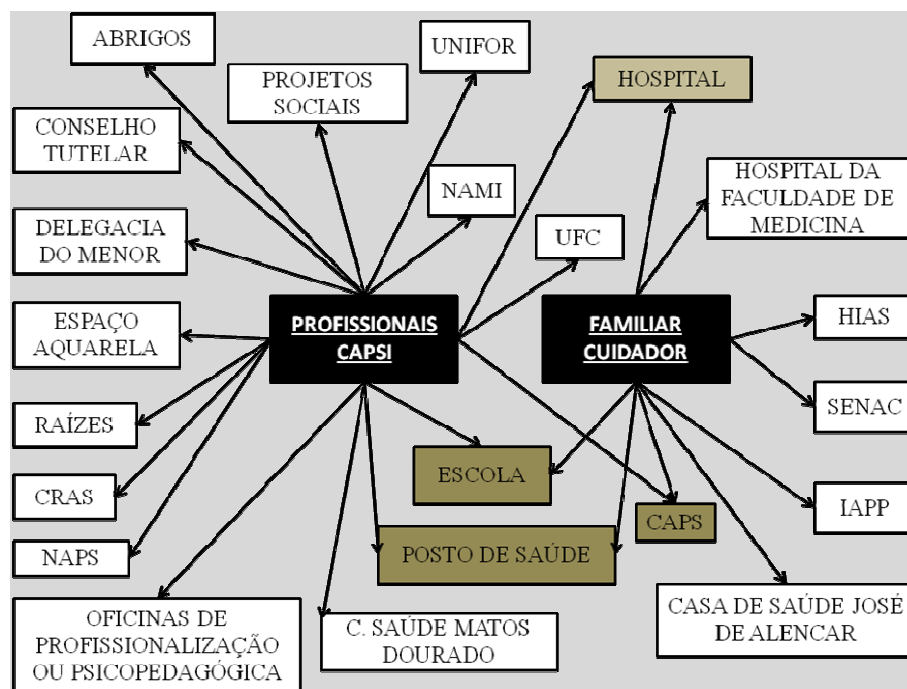 ABRIGOS
UNIFOR
PROJETOS
SOCIAIS
HOSPITAL
CONSELHO
TUTELAR
NAMI
HOSPITAL DA
FACULDADE DE
MEDICINA
DELEGACIA
DO MENOR
UFC
ESPAÇO
AQUARELA
PROFISSIONAIS
CAPSI
FAMILIAR
CUIDADOR
HIAS
RAÍZES
SENAC
ESCOLA
CRAS
CAPS
IAPP
NAPS
POSTO DE SAÚDE
OFICINAS DE
PROFISSIONALIZAÇÃO
OU PSICOPEDAGÓGICA
C. SAÚDE MATOS
DOURADO
CASA DE SAÚDE JOSÉ
DE ALENCAR